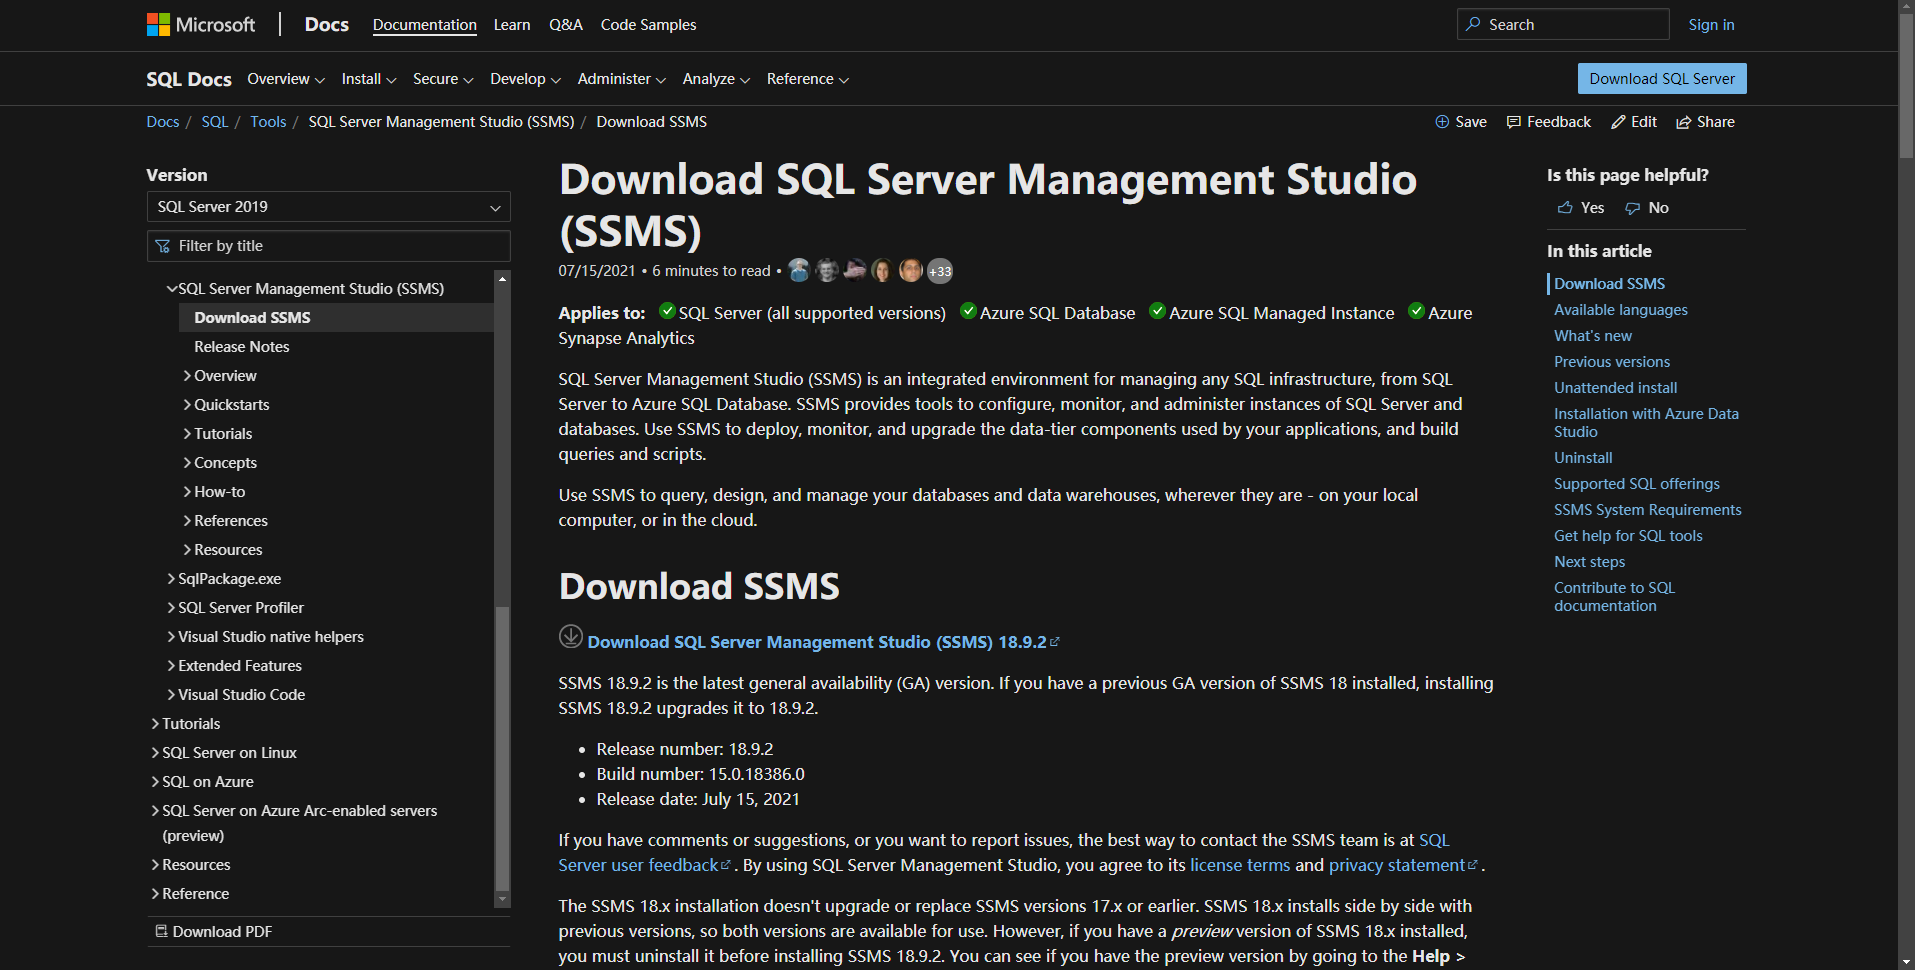 Microsoft | Docs Documentation Learn Q&A Code Samples Search Sign in
SQL Docs Overview Install Secure Develop Administer Analyze Reference Download SQL Server
Docs / SQL / Tools / SQL Server Management Studio (SSMS) / Download SSMS
Save Feedback Edit Share
Version
SQL Server 2019
Filter by title
SQL Server Management Studio (SSMS)
Download SSMS
Release Notes
Overview
Quickstarts
Tutorials
Concepts
How-to
References
Resources
SqlPackage.exe
SQL Server Profiler
Visual Studio native helpers
Extended Features
Visual Studio Code
Tutorials
SQL Server on Linux
SQL on Azure
SQL Server on Azure Arc-enabled servers
(preview)
Resources
Reference
Download PDF
Download SQL Server Management Studio
(SSMS)
07/15/2021 • 6 minutes to read • +33
Applies to: SQL Server (all supported versions) Azure SQL Database Azure SQL Managed Instance Azure
Synapse Analytics
SQL Server Management Studio (SSMS) is an integrated environment for managing any SQL infrastructure, from SQL
Server to Azure SQL Database. SSMS provides tools to configure, monitor, and administer instances of SQL Server and
databases. Use SSMS to deploy, monitor, and upgrade the data-tier components used by your applications, and build
queries and scripts.
Use SSMS to query, design, and manage your databases and data warehouses, wherever they are - on your local
computer, or in the cloud.
Download SSMS
Download SQL Server Management Studio (SSMS) 18.9.2
SSMS 18.9.2 is the latest general availability (GA) version. If you have a previous GA version of SSMS 18 installed, installing
SSMS 18.9.2 upgrades it to 18.9.2.
• Release number: 18.9.2
• Build number: 15.0.18386.0
• Release date: July 15, 2021
If you have comments or suggestions, or you want to report issues, the best way to contact the SSMS team is at SQL
Server user feedback . By using SQL Server Management Studio, you agree to its license terms and privacy statement .
The SSMS 18.x installation doesn't upgrade or replace SSMS versions 17.x or earlier. SSMS 18.x installs side by side with
previous versions, so both versions are available for use. However, if you have a preview version of SSMS 18.x installed,
you must uninstall it before installing SSMS 18.9.2. You can see if you have the preview version by going to the Help >
Is this page helpful?
Yes No
In this article
Download SSMS
Available languages
What's new
Previous versions
Unattended install
Installation with Azure Data
Studio
Uninstall
Supported SQL offerings
SSMS System Requirements
Get help for SQL tools
Next steps
Contribute to SQL
documentation